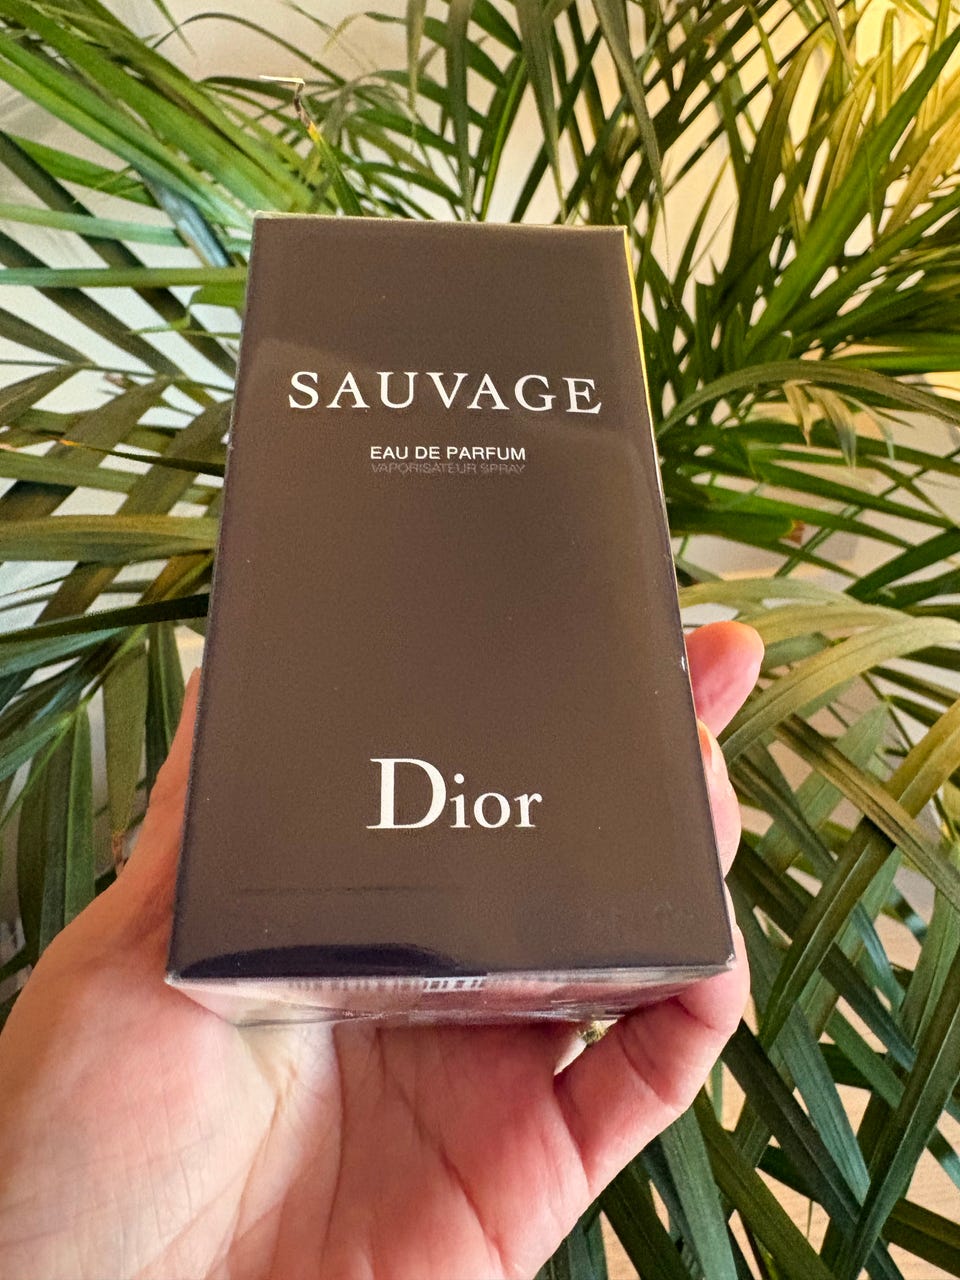 SAUVAGE
EAU DE PARFUM
VAPORISATEUR SPRAY
Dior